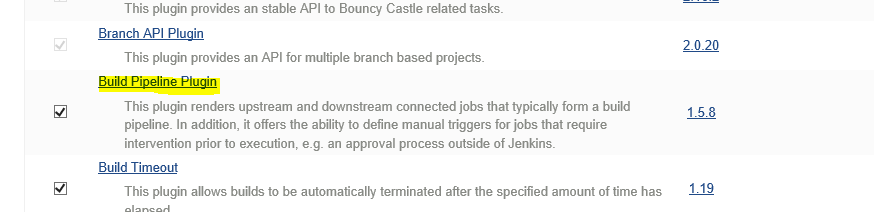 This plugin provides an stable API to Bouncy Castle related tasks.
Branch API Plugin
This plugin provides an API for multiple branch based projects.
2.0.20
Build Pipeline Plugin
This plugin renders upstream and downstream connected jobs that typically form a build
pipeline. In addition, it offers the ability to define manual triggers for jobs that require
intervention prior to execution, e.g. an approval process outside of Jenkins.
1.5.8
Build Timeout
This plugin allows builds to be automatically terminated after the specified amount of time has
elapsed.
1.19